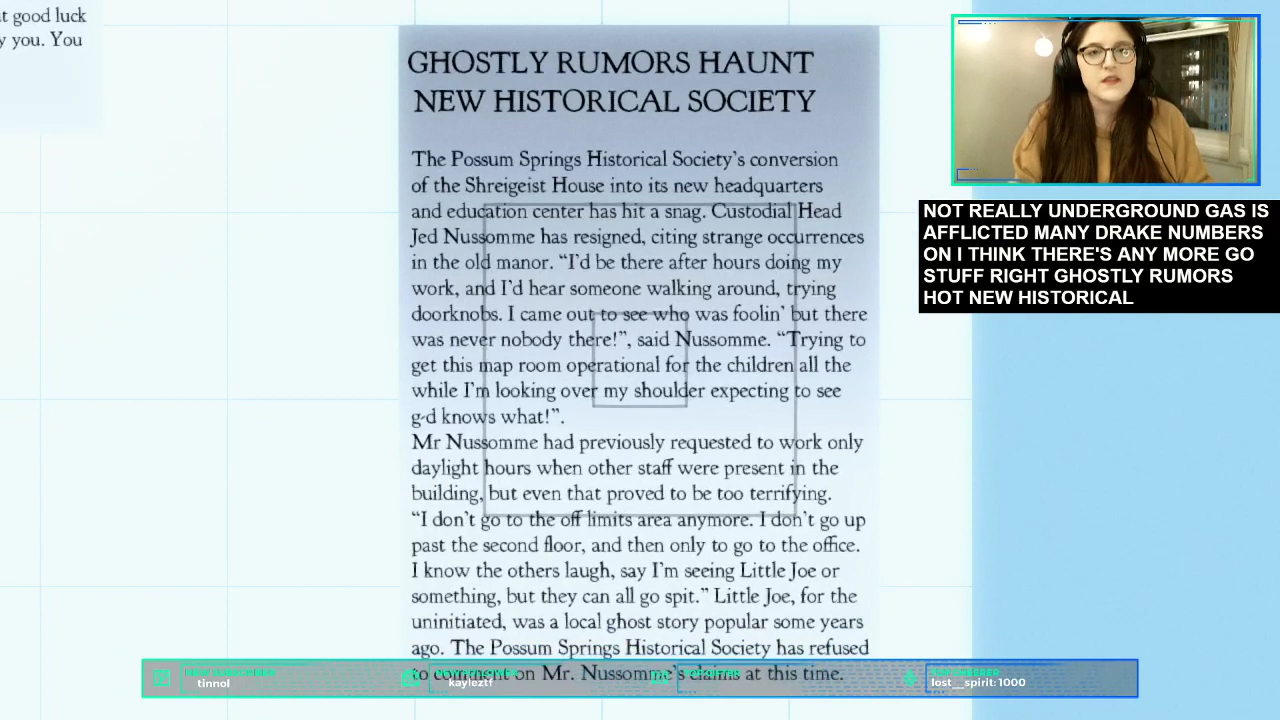 t good luck
y you. You
GHOSTLY RUMORS HAUNT
NEW HISTORICAL SOCIETY
The Possum Springs Historical Society's conversion
of the Shreigeist House into its new headquarters
and education center has hit a snag. Custodial Head
Jed Nussomme has resigned, citing strange occurrences
in the old manor. “I'd be there after hours doing my
work, and I'd hear someone walking around, trying
doorknobs. I came out to see who was foolin' but there
was never nobody there!”, said Nussomme. “Trying to
get this map room operational for the children all the
while I'm looking over my shoulder expecting to see
g-d knows what!”.
Mr Nussomme had previously requested to work only
daylight hours when other staff were present in the
building, but even that proved to be too terrifying.
“I don't go to the off limits area anymore. I don't go up
past the second floor, and then only to go to the office.
I know the others laugh, say I'm seeing Little Joe or
something, but they can all go spit.” Little Joe, for the
uninitiated, was a local ghost story popular some years
ago. The Possum Springs Historical Society has refused
to comment on Mr. Nussomme's claims at this time.
NOT REALLY UNDERGROUND GAS IS
AFFLICTED MANY DRAKE NUMBERS
ON I THINK THERE'S ANY MORE GO
STUFF RIGHT GHOSTLY RUMORS
HOT NEW HISTORICAL
tinnol
kayleztf
lost__spirit: 1000